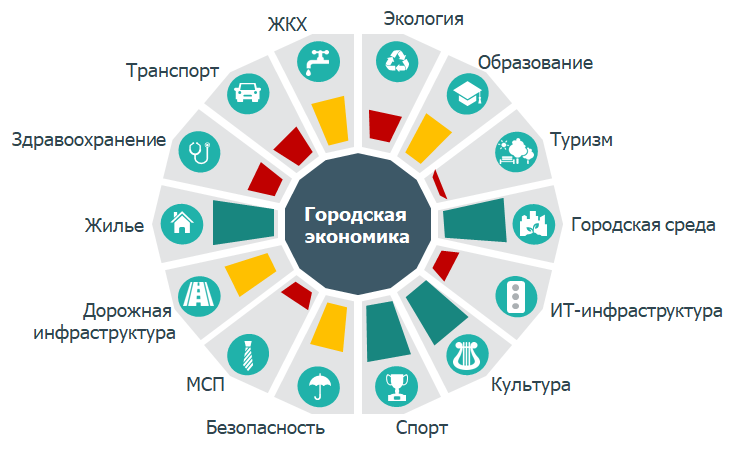 ЖКХ
Экология
Транспорт
Образование
Здравоохранение
Туризм
Жилье
Городская
экономика
Городская среда
Дорожная
инфраструктура
ИТ-инфраструктура
МСП
Культура
Безопасность
Спорт